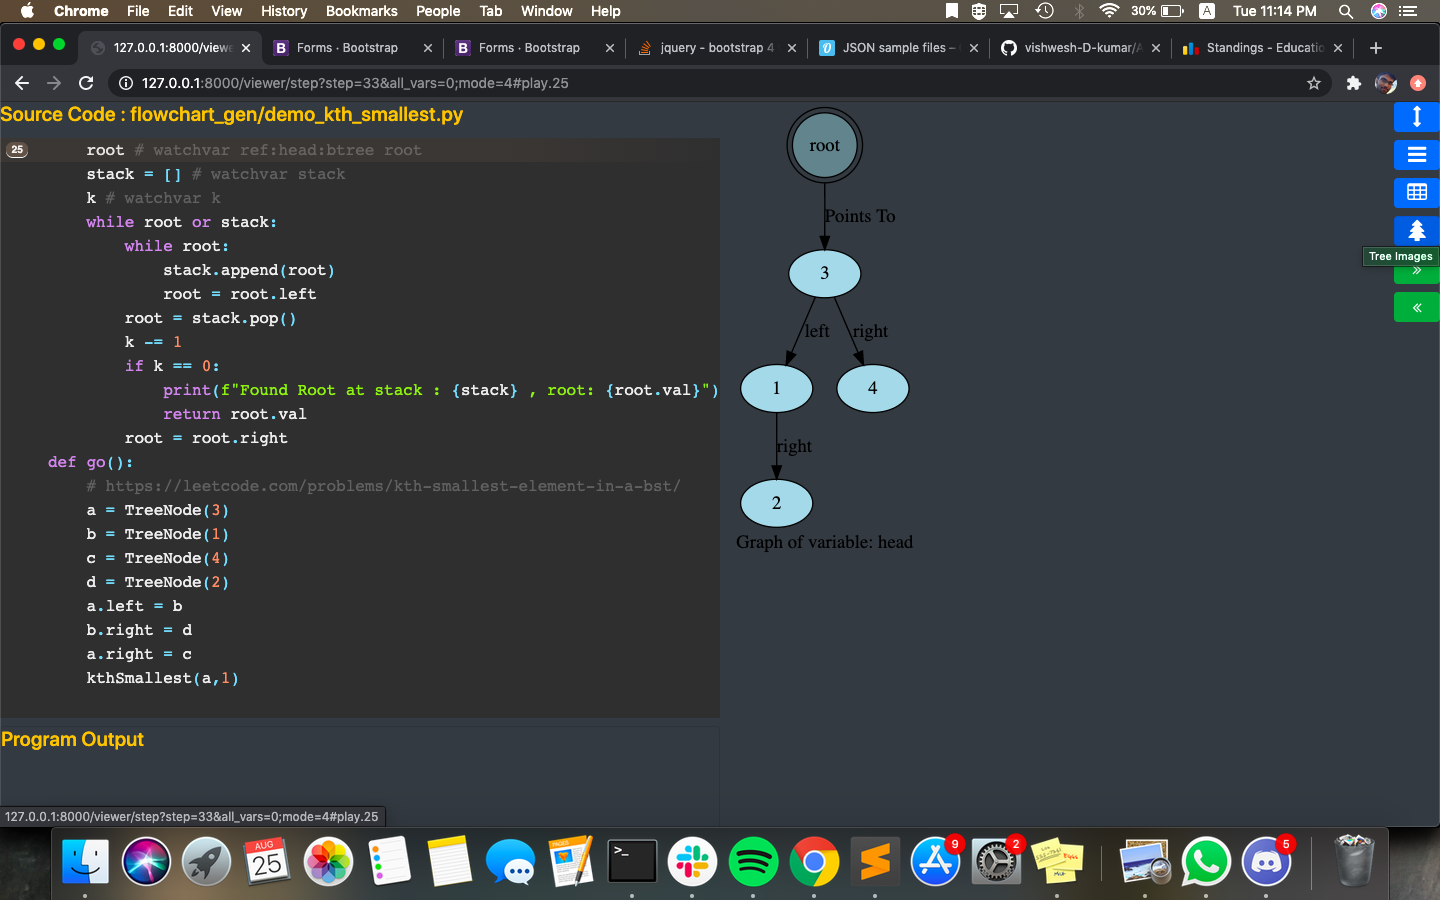 Chrome File Edit View History Bookmarks People Tab Window Help 30% A Tue 11:14 PM
127.0.0.1:8000/view Forms · Bootstrap Forms · Bootstrap jquery - bootstrap 4 JSON sample files – vishwesh-D-kumar/A Standings - Educatio
127.0.0.1:8000/viewer/step?step=33&all_vars=0;mode=4#play.25
Source Code : flowchart_gen/demo_kth_smallest.py
25 root # watchvar ref:head:btree root
stack = [] # watchvar stack
k # watchvar k
while root or stack:
while root:
stack.append(root)
root = root.left
root = stack.pop()
k -= 1
if k == 0:
print(f"Found Root at stack : {stack} , root: {root.val}")
return root.val
root = root.right
def go():
# https://leetcode.com/problems/kth-smallest-element-in-a-bst/
a = TreeNode(3)
b = TreeNode(1)
c = TreeNode(4)
d = TreeNode(2)
a.left = b
b.right = d
a.right = c
kthSmallest(a,1)
Program Output
root
Points To
3
left right
1 4
right
2
Graph of variable: head
Tree Images
»
«
127.0.0.1:8000/viewer/step?step=33&all_vars=0;mode=4#play.25
AUG
25
PAGES
>_
9
2
5